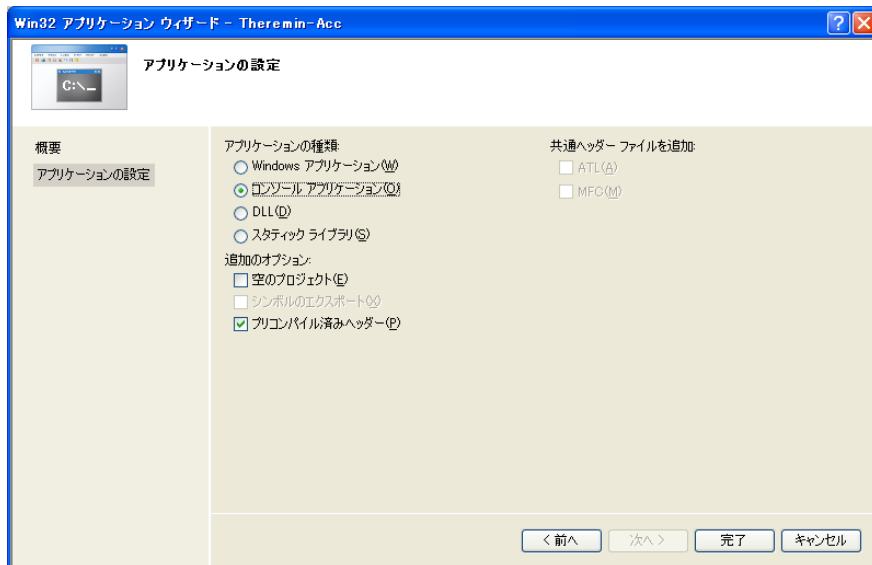 Win32 アプリケーション ウィザード - Theremin-Acc
C:\_
アプリケーションの設定
概要
アプリケーションの設定
アプリケーションの種類:
Windows アプリケーション(W)
コンソール アプリケーション(O)
DLL(D)
スタティック ライブラリ(S)
追加のオプション:
空のプロジェクト(E)
シンボルのエクスポート(X)
プリコンパイル済みヘッダー(P)
共通ヘッダー ファイルを追加:
ATL(A)
MFC(M)
< 前へ
次へ >
完了
キャンセル